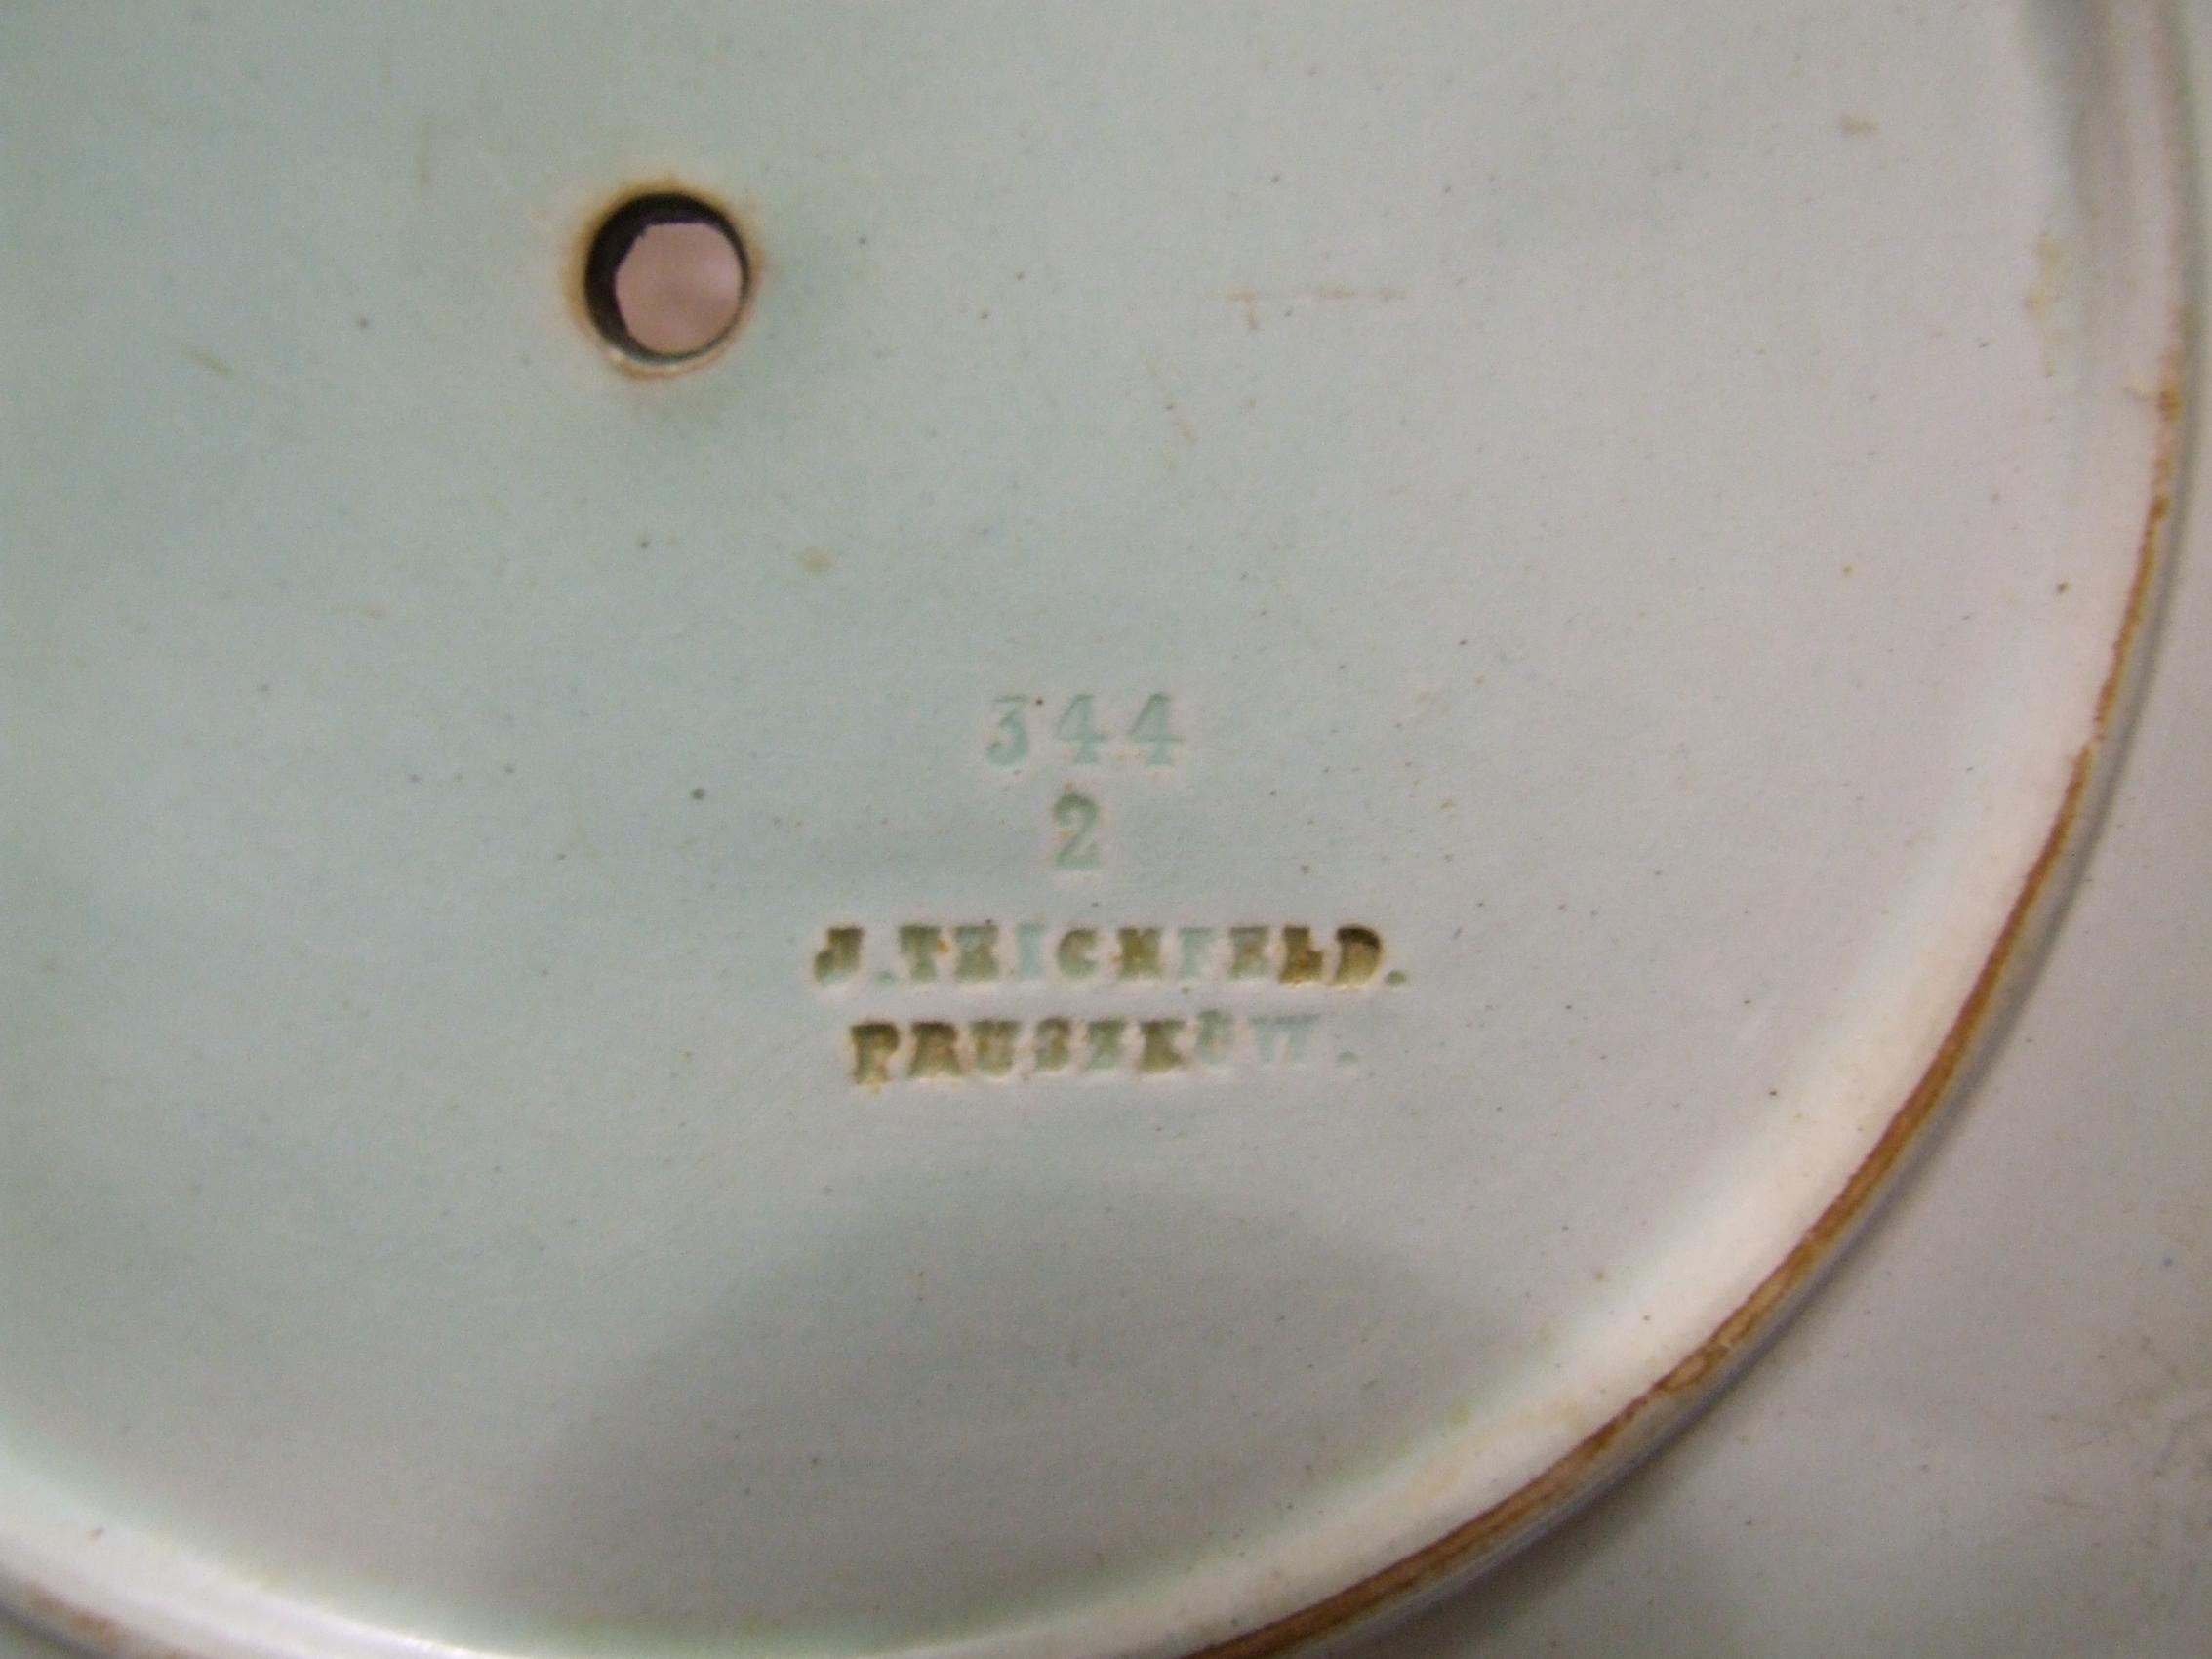 344
2
J.TEICHFELD.
PRUSZKÓW.